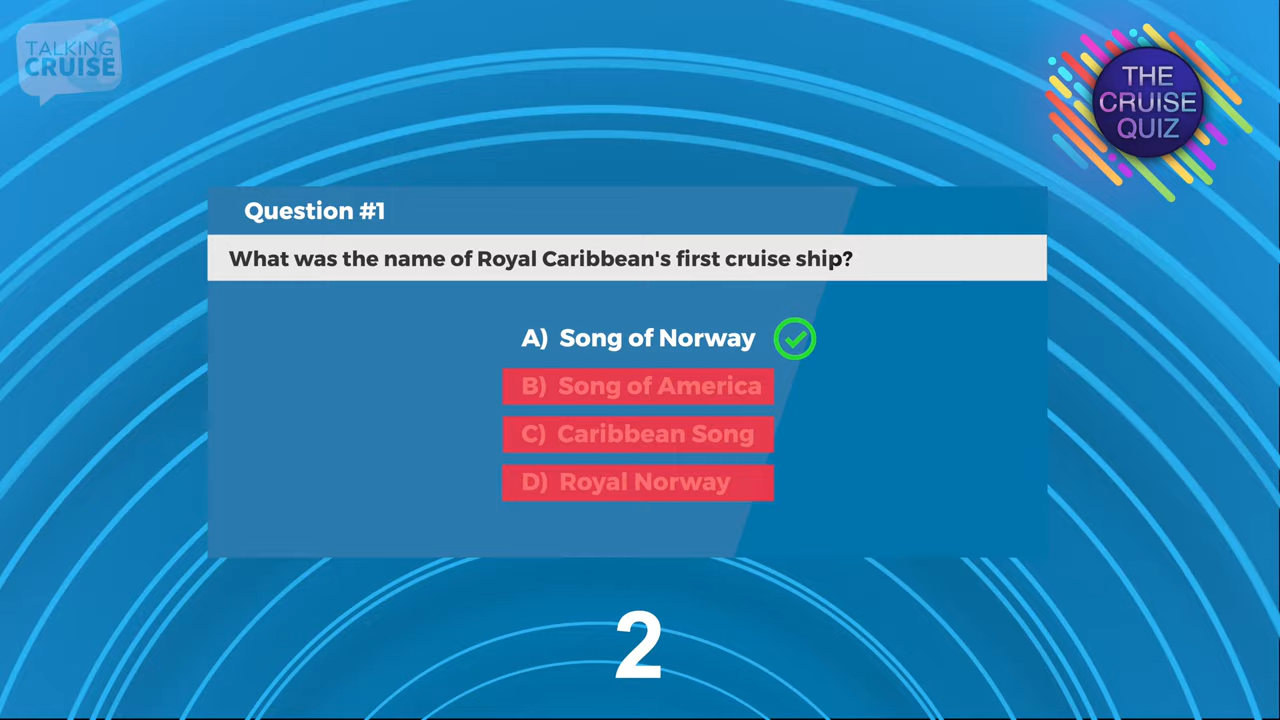 TALKING
CRUISE
THE
CRUISE
QUIZ
Question #1
What was the name of Royal Caribbean's first cruise ship?
A) Song of Norway
B) Song of America
C) Caribbean Song
D) Royal Norway
2